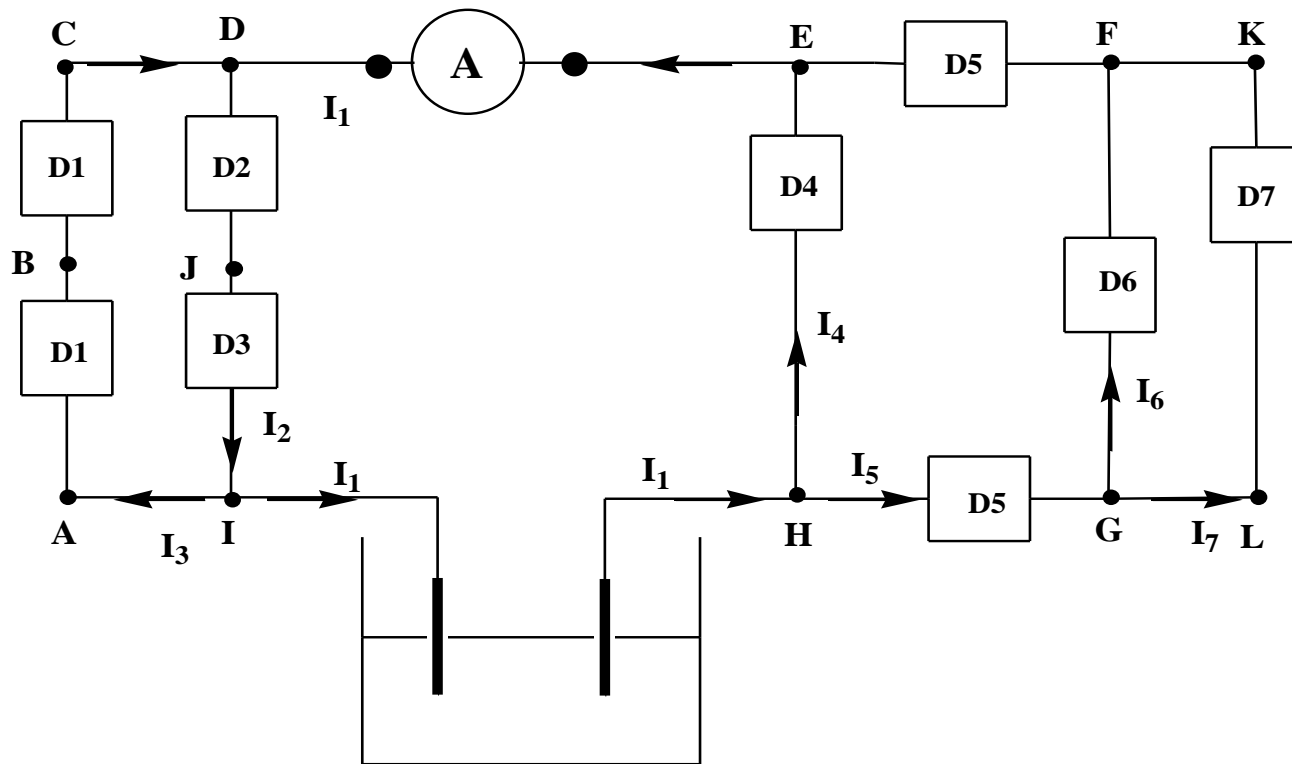 C D E F K
A
I₁
D5
D1 D2 D4 D7
B J D6
D1 D3 I₄
I₂ I₆
I₁ I₁ I₅
D5
A I₃ I H G I₇ L